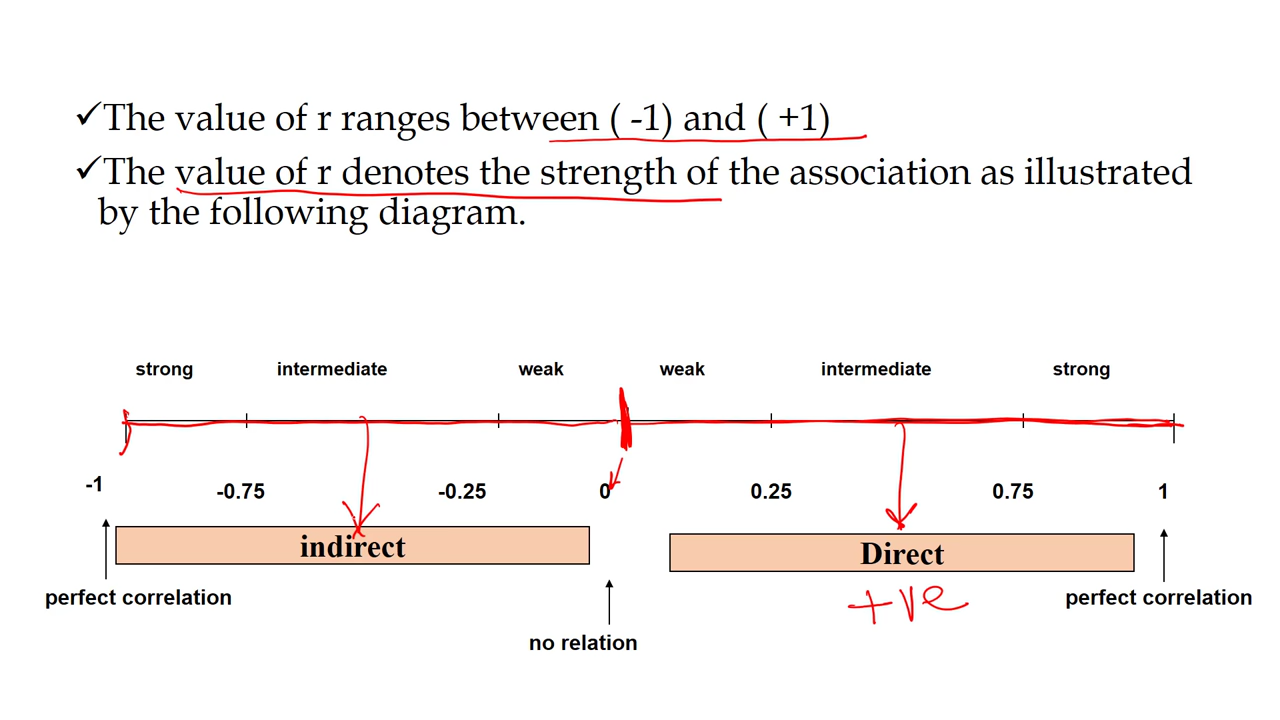 ✓The value of r ranges between ( -1) and ( +1)
✓The value of r denotes the strength of the association as illustrated
by the following diagram.
strong intermediate weak weak intermediate strong
-1 -0.75 -0.25 0 0.25 0.75 1
indirect Direct
perfect correlation +ve perfect correlation
no relation